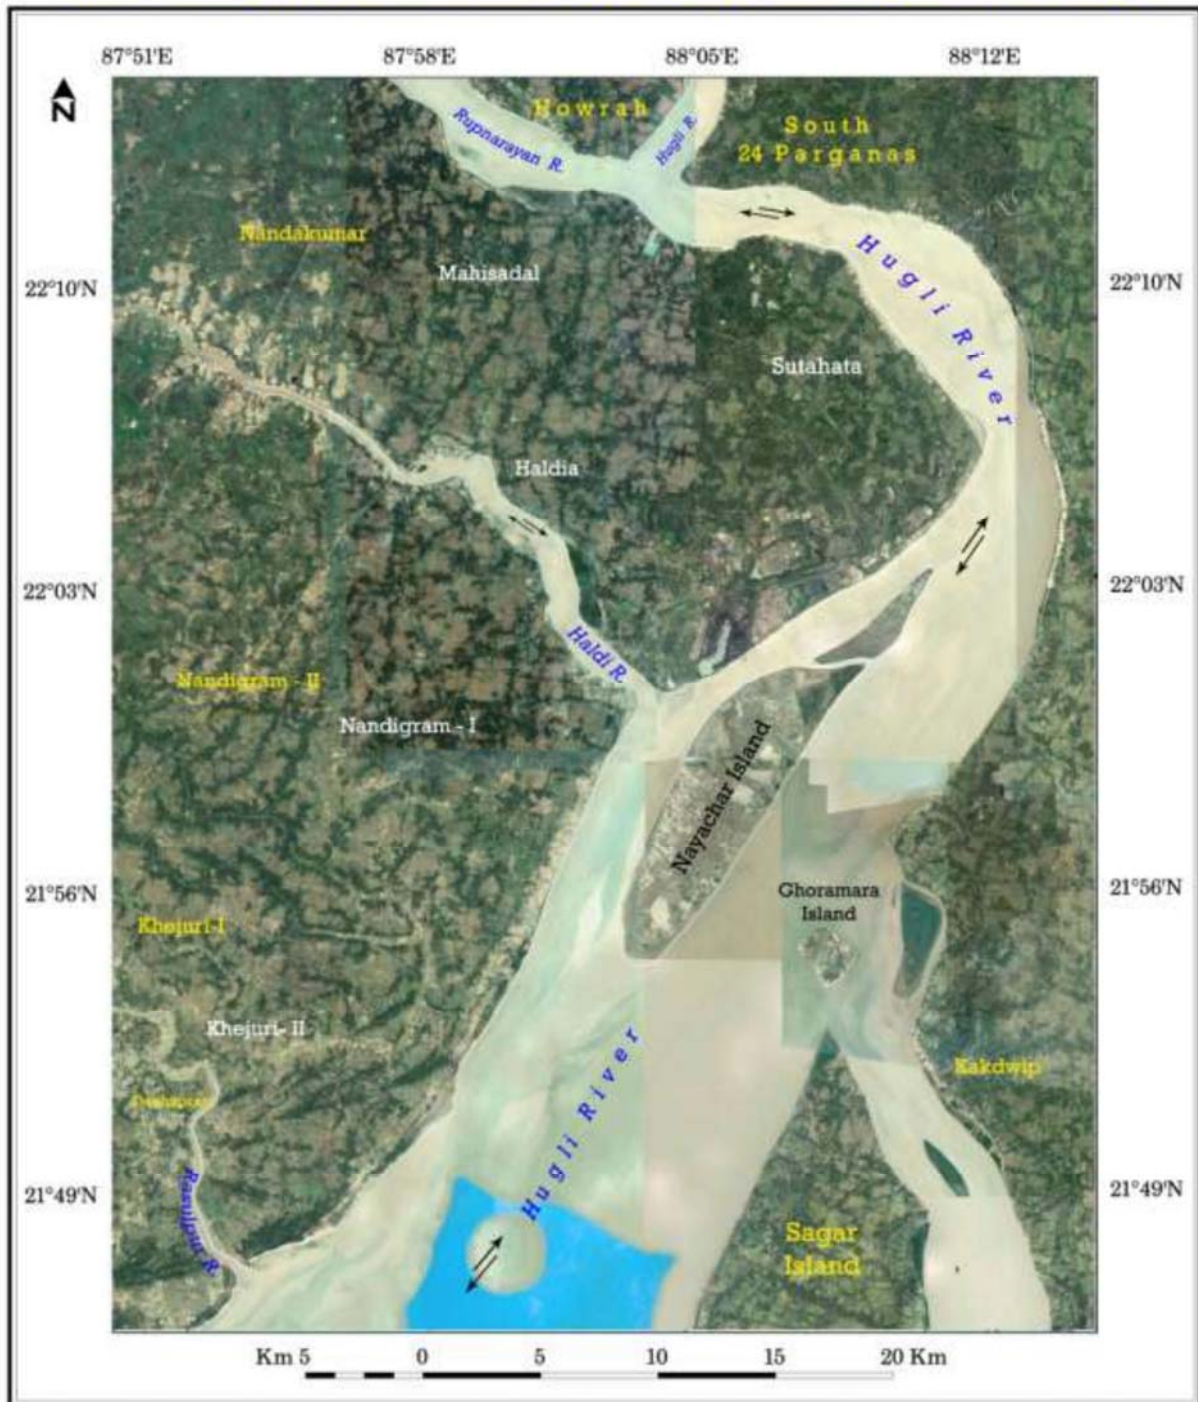 87°51'E 87°58'E 88°05'E 88°12'E
N
Howrah
South
24 Parganas
Rupnarayan R.
Hugli R.
Nandakumar
Mahisadal
Hugli River
22°10'N 22°10'N
Sutahata
Haldia
22°03'N 22°03'N
Haldi R.
Nandigram - II
Nandigram - I
Nayachar Island
Ghoramara
Island
21°56'N 21°56'N
Khejuri-I
Khejuri- II
Hugli River
Kakdwip
21°49'N 21°49'N
Rasulpur R.
Sagar
Island
Km 5 0 5 10 15 20 Km